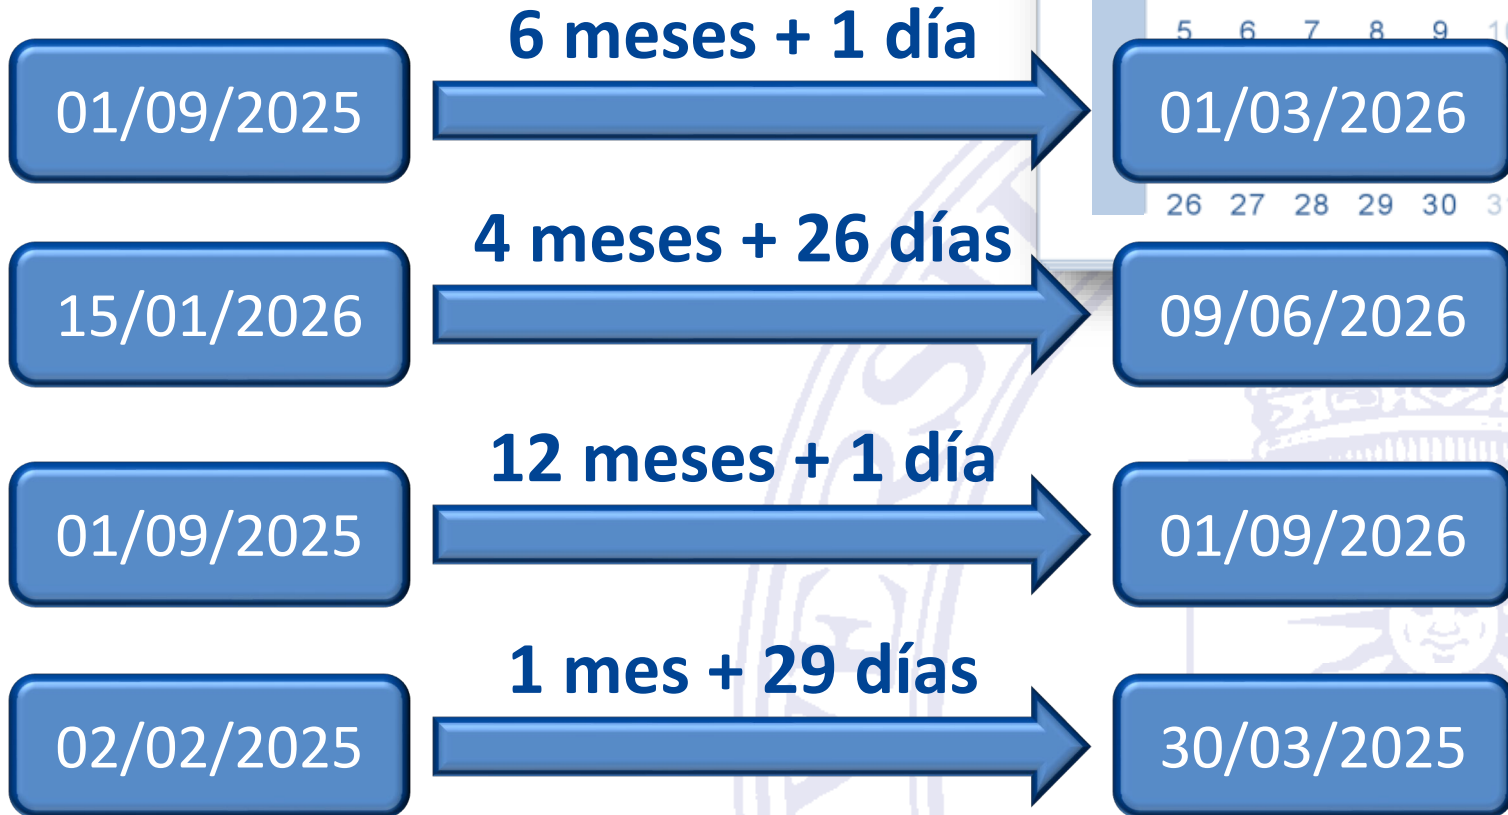 6 meses + 1 día
5 6 7 8 9
01/09/2025
01/03/2026
26 27 28 29 30
4 meses + 26 días
15/01/2026
09/06/2026
12 meses + 1 día
01/09/2025
01/09/2026
1 mes + 29 días
02/02/2025
30/03/2025